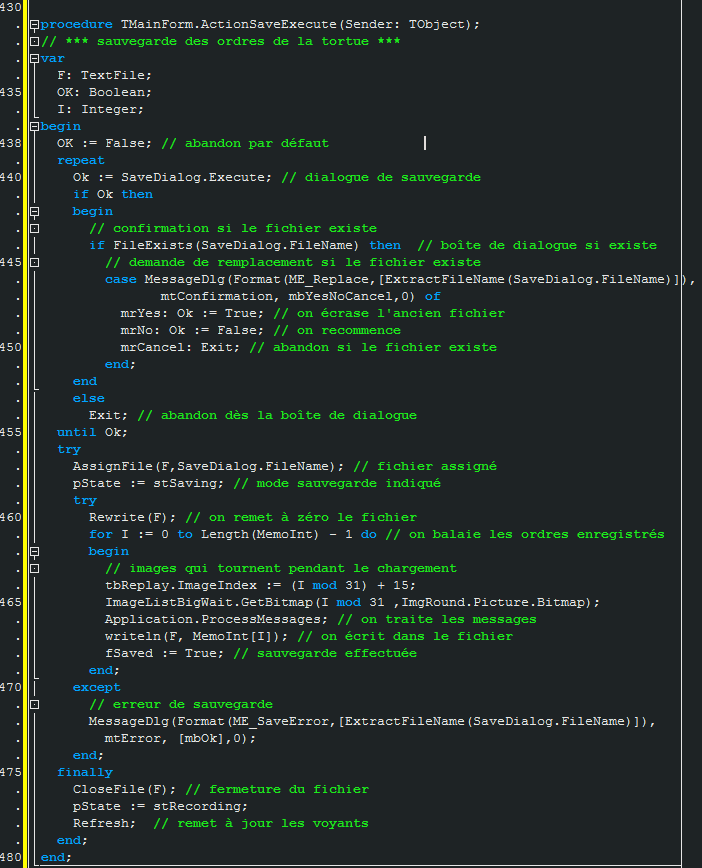 430
procedure TMainForm.ActionSaveExecute(Sender: TObject);
// *** sauvegarde des ordres de la tortue ***
var
F: TextFile;
435 OK: Boolean;
I: Integer;
begin
438 OK := False; // abandon par défaut
repeat
440 Ok := SaveDialog.Execute; // dialogue de sauvegarde
if Ok then
begin
// confirmation si le fichier existe
if FileExists(SaveDialog.FileName) then // boîte de dialogue si existe
445 // demande de remplacement si le fichier existe
case MessageDlg(Format(ME_Replace,[ExtractFileName(SaveDialog.FileName)]),
mtConfirmation, mbYesNoCancel,0) of
mrYes: Ok := True; // on écrase l'ancien fichier
mrNo: Ok := False; // on recommence
450 mrCancel: Exit; // abandon si le fichier existe
end;
end
else
Exit; // abandon dès la boîte de dialogue
455 until Ok;
try
AssignFile(F,SaveDialog.FileName); // fichier assigné
pState := stSaving; // mode sauvegarde indiqué
try
460 Rewrite(F); // on remet à zéro le fichier
for I := 0 to Length(MemoInt) - 1 do // on balaie les ordres enregistrés
begin
// images qui tournent pendant le chargement
tbReplay.ImageIndex := (I mod 31) + 15;
465 ImageListBigWait.GetBitmap(I mod 31 ,ImgRound.Picture.Bitmap);
Application.ProcessMessages; // on traite les messages
writeln(F, MemoInt[I]); // on écrit dans le fichier
fSaved := True; // sauvegarde effectuée
end;
470 except
// erreur de sauvegarde
MessageDlg(Format(ME_SaveError,[ExtractFileName(SaveDialog.FileName)]),
mtError, [mbOk],0);
end;
475 finally
CloseFile(F); // fermeture du fichier
pState := stRecording;
Refresh; // remet à jour les voyants
end;
480 end;